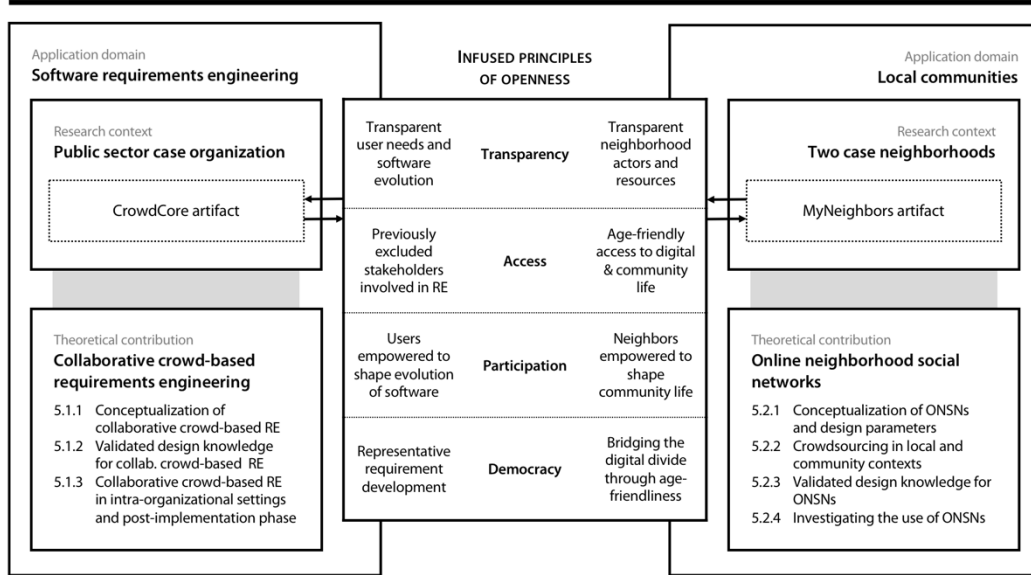 Application domain
Software requirements engineering
Research context
Public sector case organization
CrowdCore artifact
Theoretical contribution
Collaborative crowd-based
requirements engineering
5.1.1 Conceptualization of
collaborative crowd-based RE
5.1.2 Validated design knowledge
for collab. crowd-based RE
5.1.3 Collaborative crowd-based RE
in intra-organizational settings
and post-implementation phase
INFUSED PRINCIPLES
OF OPENNESS
Transparent
user needs and
software
evolution
Transparency
Transparent
neighborhood
actors and
resources
Previously
excluded
stakeholders
involved in RE
Access
Age-friendly
access to digital
& community
life
Users
empowered to
shape evolution
of software
Participation
Neighbors
empowered to
shape
community life
Representative
requirement
development
Democracy
Bridging the
digital divide
through age-
friendliness
Application domain
Local communities
Research context
Two case neighborhoods
MyNeighbors artifact
Theoretical contribution
Online neighborhood social
networks
5.2.1 Conceptualization of ONSNs
and design parameters
5.2.2 Crowdsourcing in local and
community contexts
5.2.3 Validated design knowledge for
ONSNs
5.2.4 Investigating the use of ONSNs